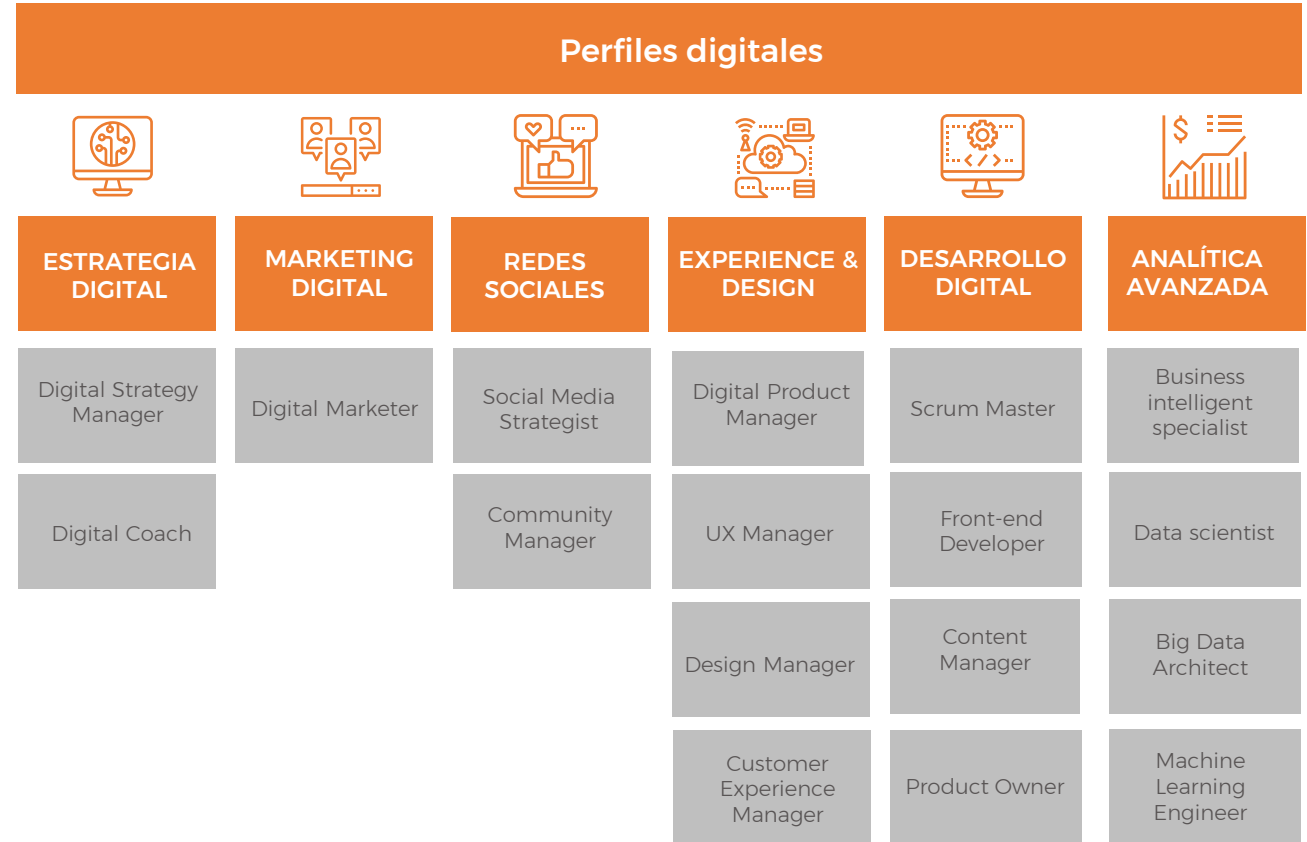 Perfiles digitales
ESTRATEGIA
DIGITAL
MARKETING
DIGITAL
REDES
SOCIALES
EXPERIENCE &
DESIGN
DESARROLLO
DIGITAL
ANALÍTICA
AVANZADA
Digital Strategy
Manager
Digital Marketer
Social Media
Strategist
Digital Product
Manager
Scrum Master
Business
intelligent
specialist
Digital Coach
Community
Manager
UX Manager
Front-end
Developer
Data scientist
Design Manager
Content
Manager
Big Data
Architect
Customer
Experience
Manager
Product Owner
Machine
Learning
Engineer